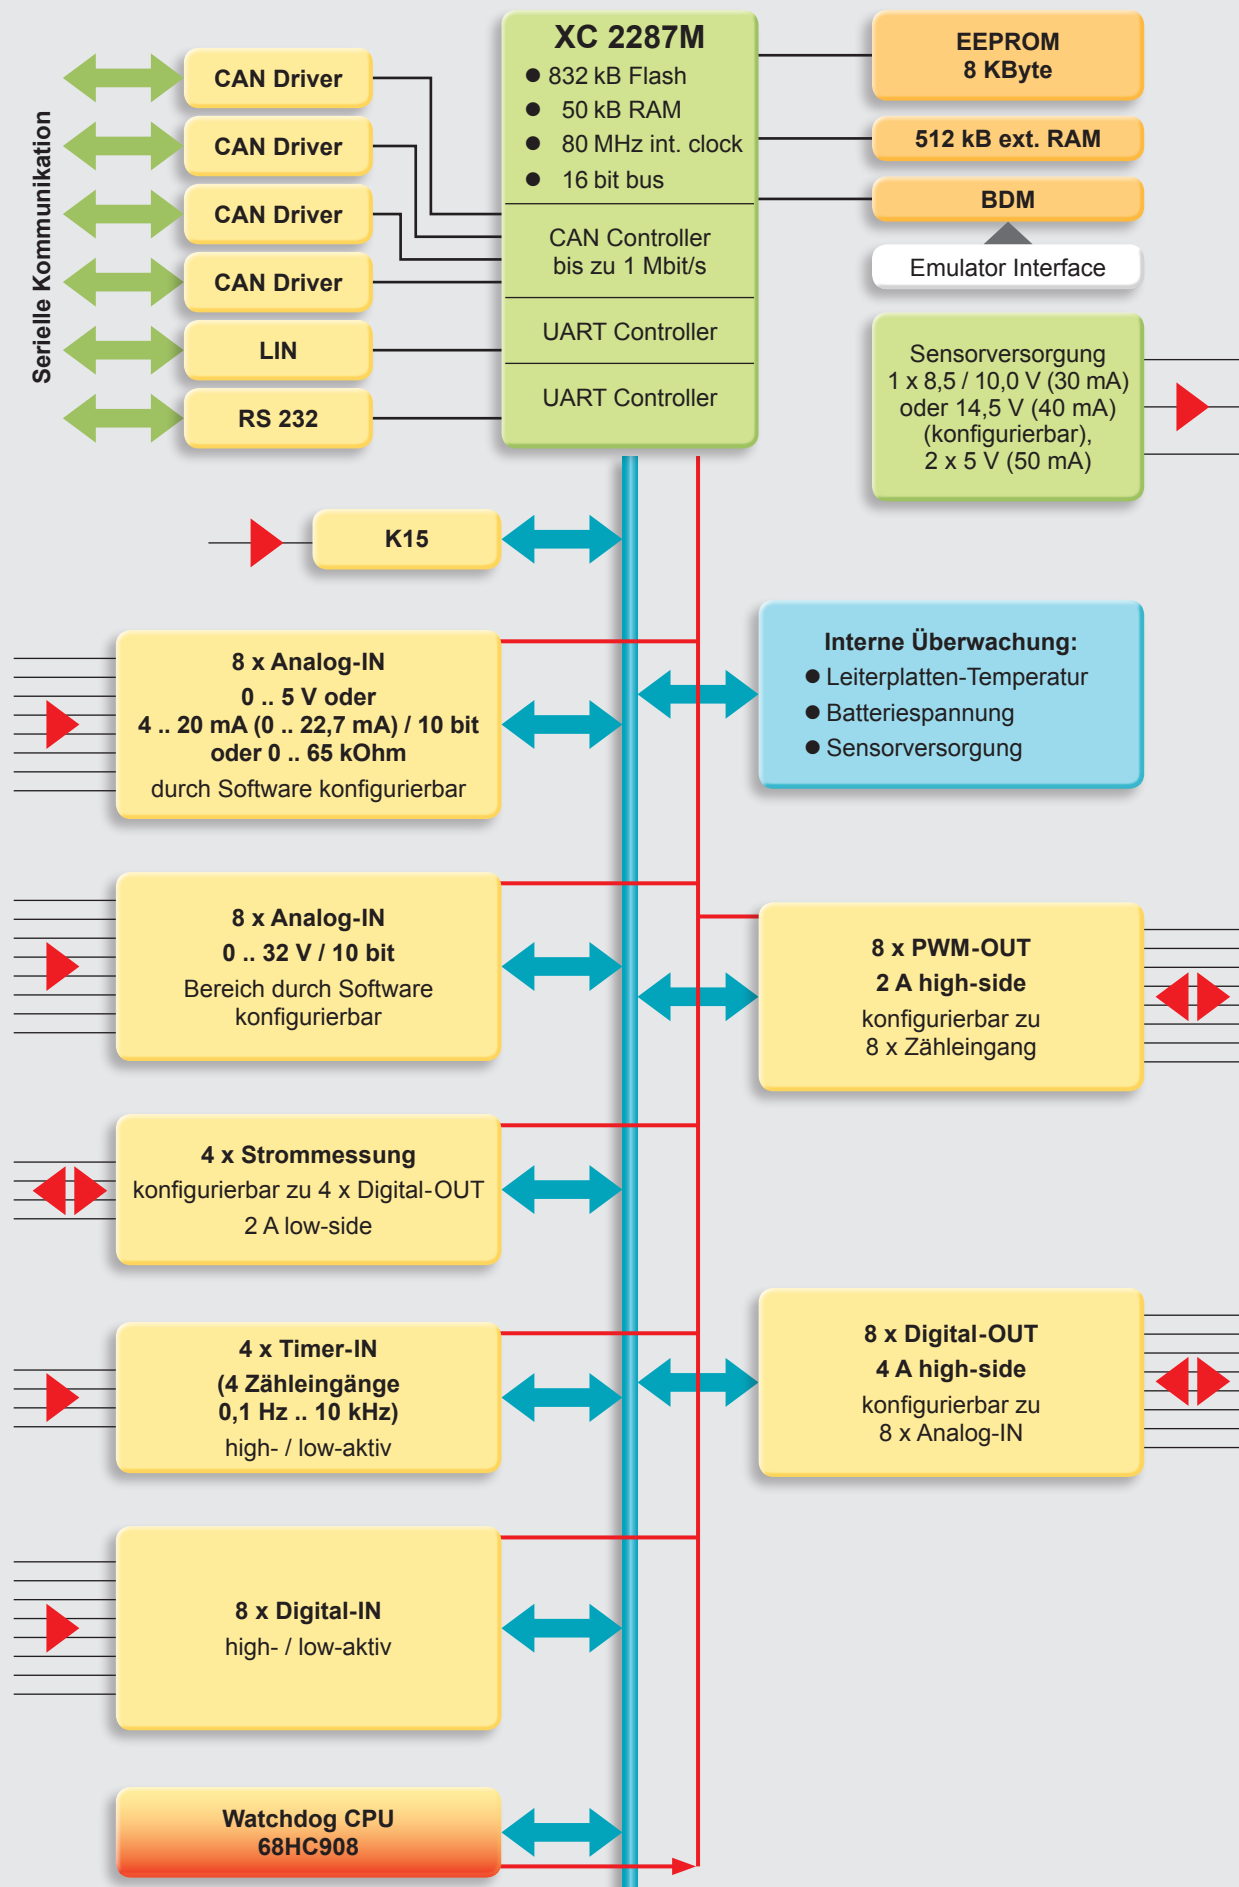 Serielle Kommunikation
CAN Driver
CAN Driver
CAN Driver
CAN Driver
LIN
RS 232
XC 2287M
● 832 kB Flash
● 50 kB RAM
● 80 MHz int. clock
● 16 bit bus
CAN Controller
bis zu 1 Mbit/s
UART Controller
UART Controller
EEPROM
8 KByte
512 kB ext. RAM
BDM
Emulator Interface
Sensorversorgung
1 x 8,5 / 10,0 V (30 mA)
oder 14,5 V (40 mA)
(konfigurierbar),
2 x 5 V (50 mA)
K15
8 x Analog-IN
0 .. 5 V oder
4 .. 20 mA (0 .. 22,7 mA) / 10 bit
oder 0 .. 65 kOhm
durch Software konfigurierbar
Interne Überwachung:
● Leiterplatten-Temperatur
● Batteriespannung
● Sensorversorgung
8 x Analog-IN
0 .. 32 V / 10 bit
Bereich durch Software
konfigurierbar
8 x PWM-OUT
2 A high-side
konfigurierbar zu
8 x Zähleingang
4 x Strommessung
konfigurierbar zu 4 x Digital-OUT
2 A low-side
4 x Timer-IN
(4 Zähleingänge
0,1 Hz .. 10 kHz)
high- / low-aktiv
8 x Digital-OUT
4 A high-side
konfigurierbar zu
8 x Analog-IN
8 x Digital-IN
high- / low-aktiv
Watchdog CPU
68HC908